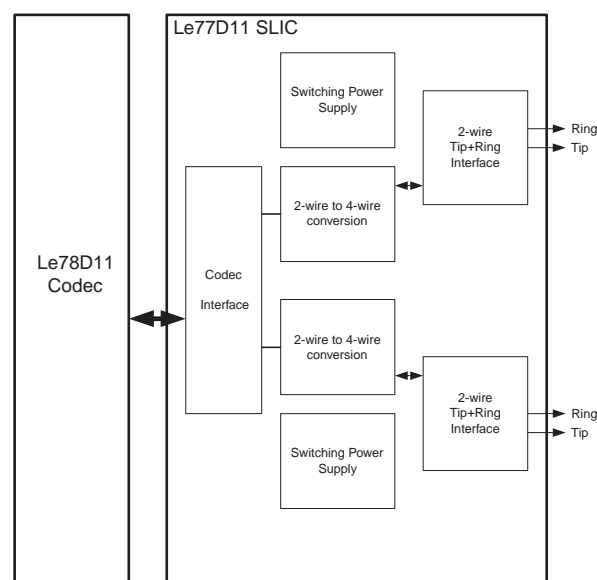 Le77D11 SLIC
Switching Power
Supply
2-wire
Tip+Ring
Interface
Ring
Tip
2-wire to 4-wire
conversion
Le78D11
Codec
Codec
Interface
2-wire to 4-wire
conversion
2-wire
Tip+Ring
Interface
Ring
Tip
Switching Power
Supply